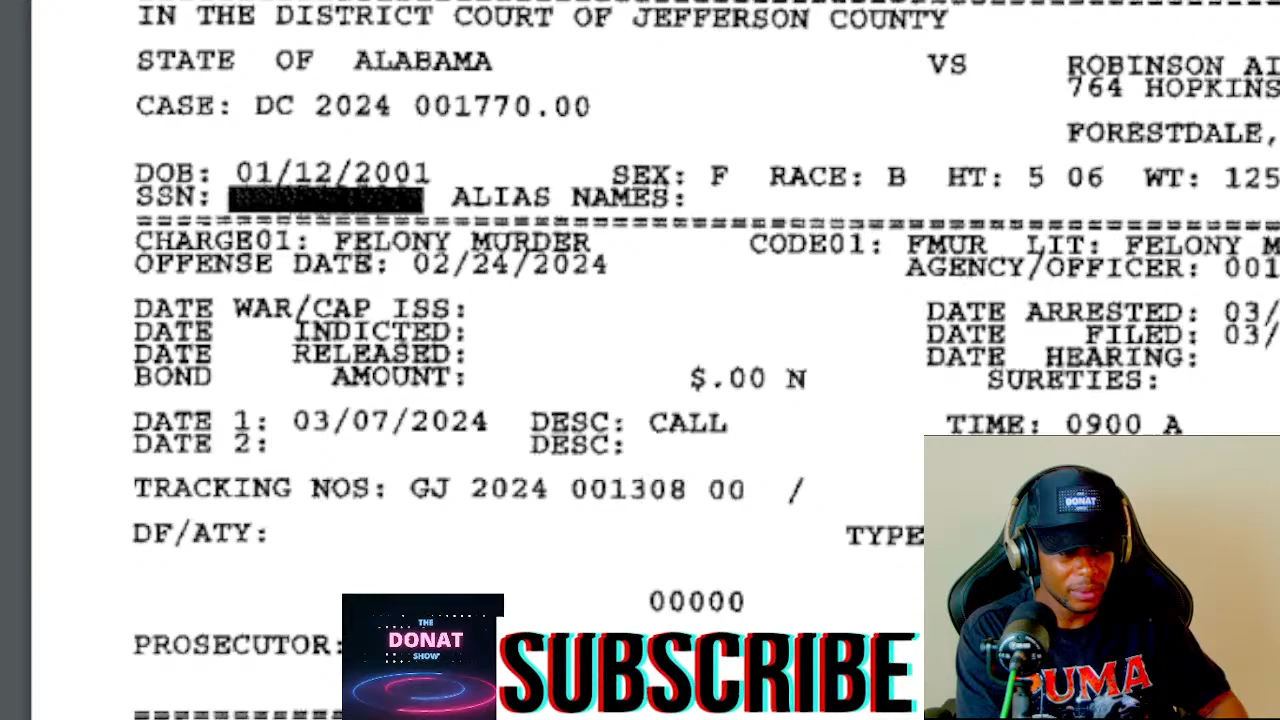 IN THE DISTRICT COURT OF JEFFERSON COUNTY
STATE OF ALABAMA VS ROBINSON AI
764 HOPKINS
CASE: DC 2024 001770.00
FORESTDALE,
DOB: 01/12/2001 SEX: F RACE: B HT: 5 06 WT: 125
SSN: ALIAS NAMES:
CHARGE01: FELONY MURDER CODE01: FMUR LIT: FELONY M
OFFENSE DATE: 02/24/2024 AGENCY/OFFICER: 001
DATE WAR/CAP ISS: DATE ARRESTED: 03/
DATE INDICTED: DATE FILED: 03/
DATE RELEASED: DATE HEARING:
BOND AMOUNT: $.00 N SURETIES:
DATE 1: 03/07/2024 DESC: CALL TIME: 0900 A
DATE 2: DESC:
TRACKING NOS: GJ 2024 001308 00 /
DF/ATY: TYPE
00000
PROSECUTOR:
THE
DONAT
SHOW
SUBSCRIBE
DONAT
PUMA